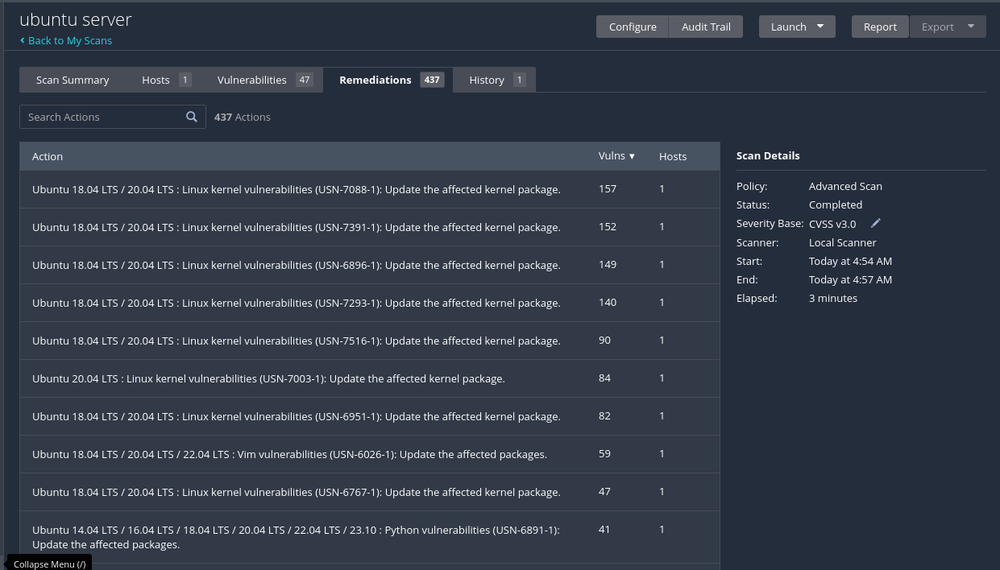 ubuntu server
‹ Back to My Scans
Configure
Audit Trail
Launch ▼
Report
Export ▼
Scan Summary
Hosts 1
Vulnerabilities 47
Remediations 437
History 1
Search Actions
437 Actions
Action Vulns ▼ Hosts
Ubuntu 18.04 LTS / 20.04 LTS : Linux kernel vulnerabilities (USN-7088-1): Update the affected kernel package. 157 1
Ubuntu 18.04 LTS / 20.04 LTS : Linux kernel vulnerabilities (USN-7391-1): Update the affected kernel package. 152 1
Ubuntu 18.04 LTS / 20.04 LTS : Linux kernel vulnerabilities (USN-6896-1): Update the affected kernel package. 149 1
Ubuntu 18.04 LTS / 20.04 LTS : Linux kernel vulnerabilities (USN-7293-1): Update the affected kernel package. 140 1
Ubuntu 18.04 LTS / 20.04 LTS : Linux kernel vulnerabilities (USN-7516-1): Update the affected kernel package. 90 1
Ubuntu 20.04 LTS : Linux kernel vulnerabilities (USN-7003-1): Update the affected kernel package. 84 1
Ubuntu 18.04 LTS / 20.04 LTS : Linux kernel vulnerabilities (USN-6951-1): Update the affected kernel package. 82 1
Ubuntu 18.04 LTS / 20.04 LTS / 22.04 LTS : Vim vulnerabilities (USN-6026-1): Update the affected packages. 59 1
Ubuntu 18.04 LTS / 20.04 LTS : Linux kernel vulnerabilities (USN-6767-1): Update the affected kernel package. 47 1
Ubuntu 14.04 LTS / 16.04 LTS / 18.04 LTS / 20.04 LTS / 22.04 LTS / 23.10 : Python vulnerabilities (USN-6891-1): 41 1
Update the affected packages.
Scan Details
Policy: Advanced Scan
Status: Completed
Severity Base: CVSS v3.0
Scanner: Local Scanner
Start: Today at 4:54 AM
End: Today at 4:57 AM
Elapsed: 3 minutes
Collapse Menu (/)